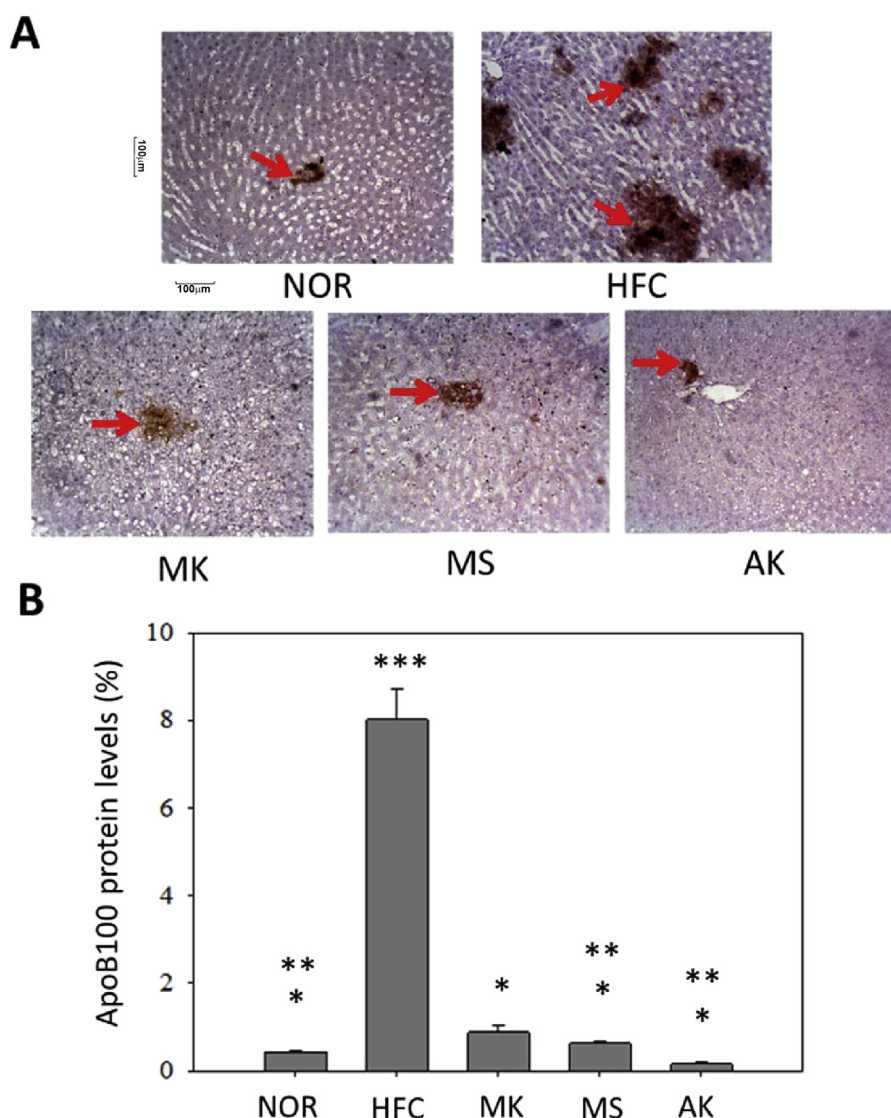 A
100μm
100μm
NOR HFC
MK MS AK
B
ApoB100 protein levels (%)
10
8
6
4
2
0
***
** ** **
* * * *
NOR HFC MK MS AK